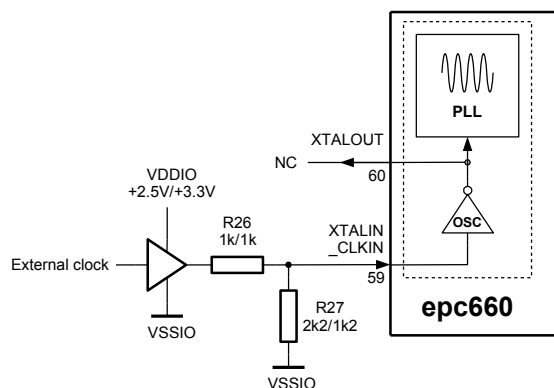 PLL
XTALOUT
NC
60
VDDIO
+2.5V/+3.3V
R26
1k/1k
XTALIN
_CLKIN
OSC
External clock
59
R27
2k2/1k2
epc660
VSSIO
VSSIO